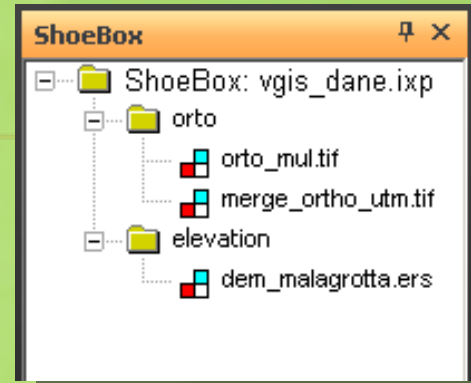 ShoeBox
ShoeBox: vgis_dane.ixp
orto
orto_mul.tif
merge_ortho_utm.tif
elevation
dem_malagrotta.ers